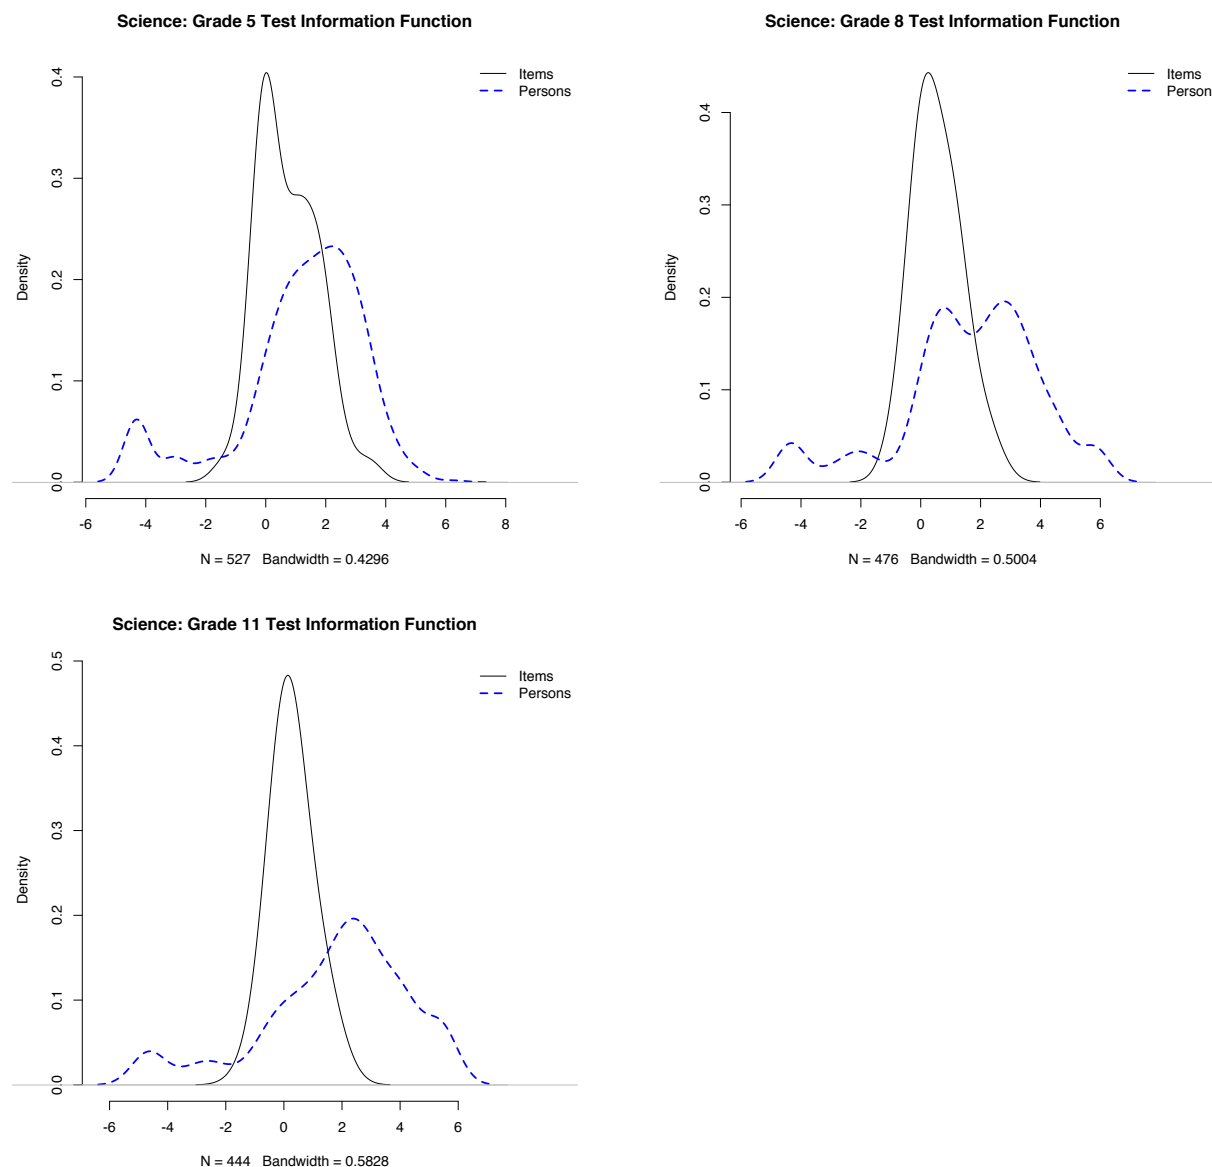 Science: Grade 5 Test Information Function
Items
Persons
Density
0.0 0.1 0.2 0.3 0.4
-6 -4 -2 0 2 4 6 8
N = 527 Bandwidth = 0.4296
Science: Grade 8 Test Information Function
Items
Person
Density
0.0 0.1 0.2 0.3 0.4
-6 -4 -2 0 2 4 6
N = 476 Bandwidth = 0.5004
Science: Grade 11 Test Information Function
Items
Persons
Density
0.0 0.1 0.2 0.3 0.4 0.5
-6 -4 -2 0 2 4 6
N = 444 Bandwidth = 0.5828